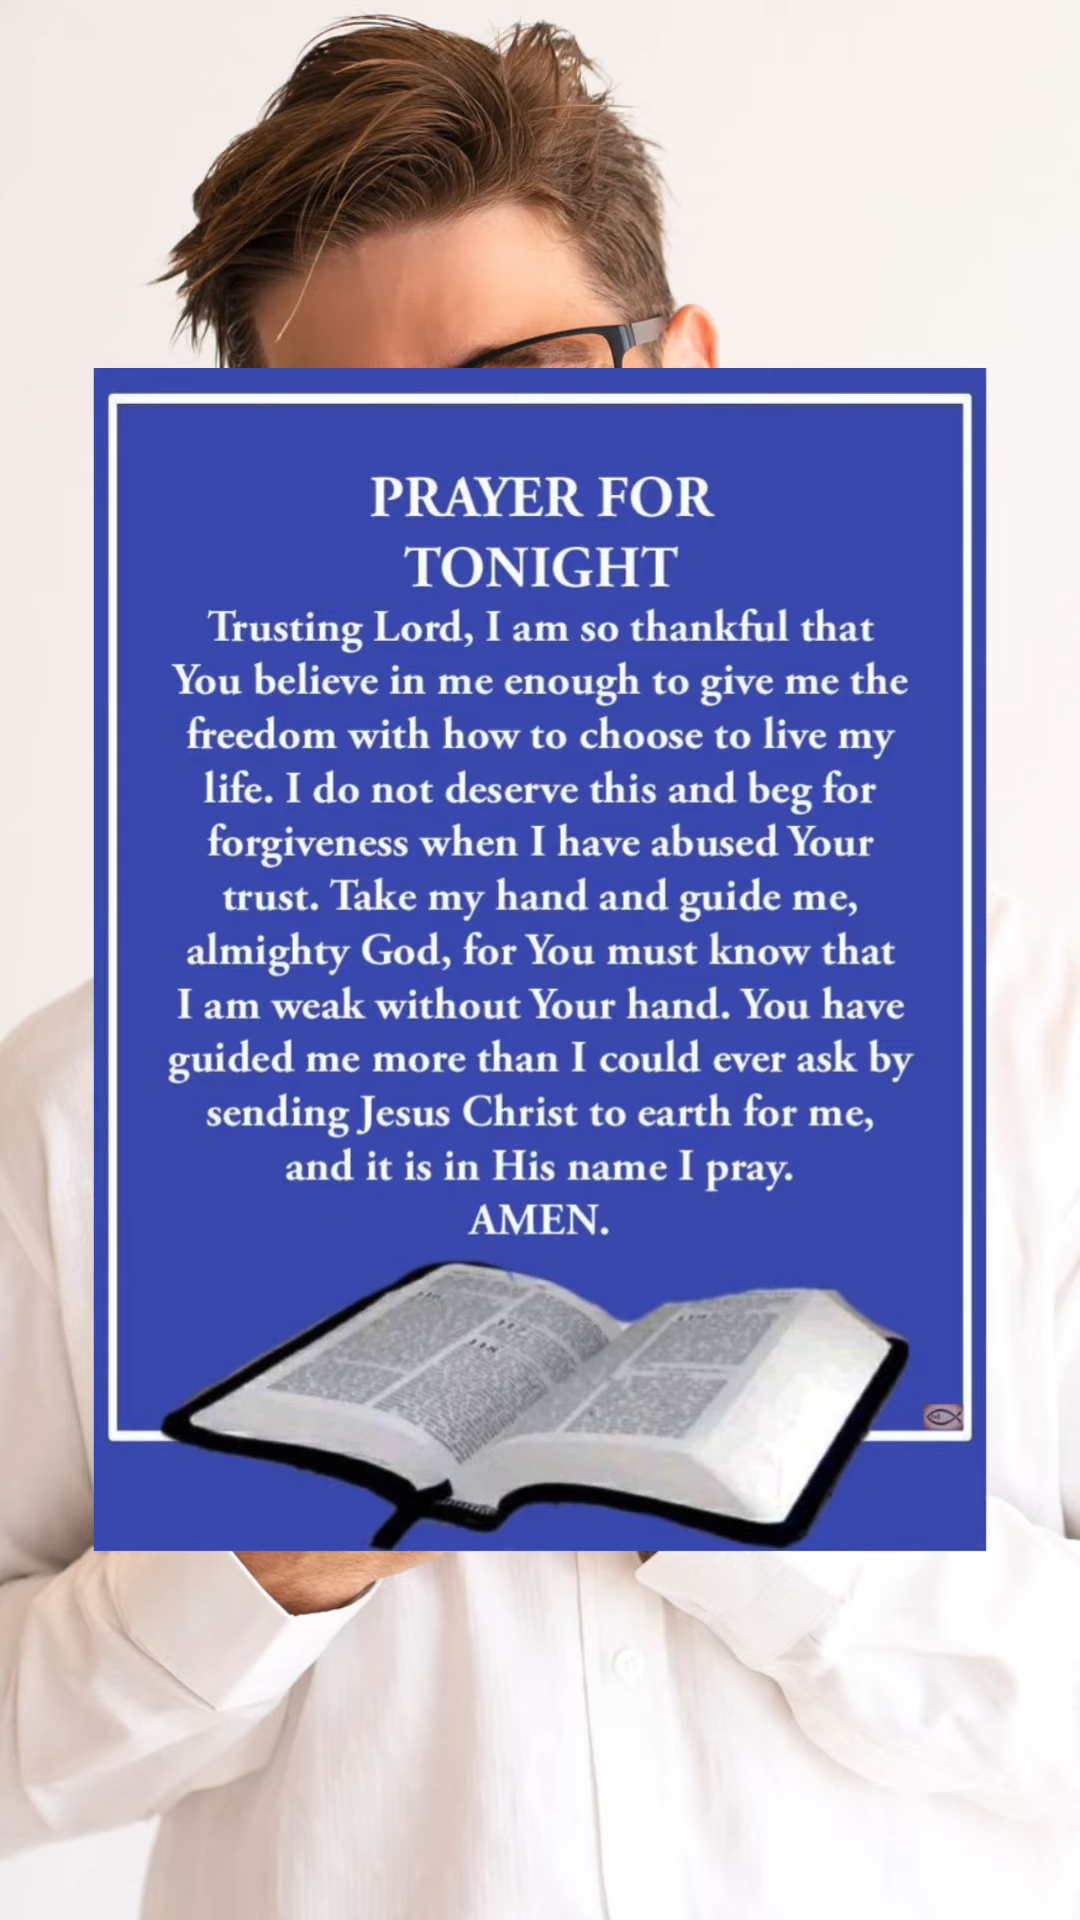 PRAYER FOR
TONIGHT
Trusting Lord, I am so thankful that
You believe in me enough to give me the
freedom with how to choose to live my
life. I do not deserve this and beg for
forgiveness when I have abused Your
trust. Take my hand and guide me,
almighty God, for You must know that
I am weak without Your hand. You have
guided me more than I could ever ask by
sending Jesus Christ to earth for me,
and it is in His name I pray.
AMEN.
117
118